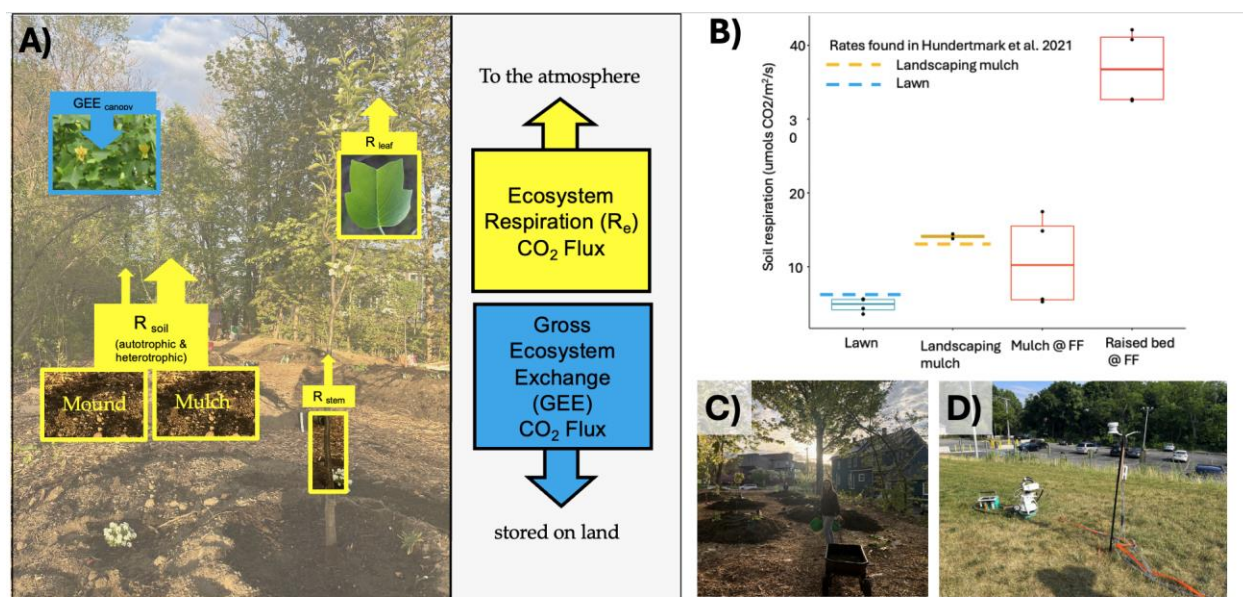 A)
GEE canopy
R leaf
R soil
(autotrophic &
heterotrophic)
Mound
Mulch
R stem
To the atmosphere
Ecosystem
Respiration (Re)
CO2 Flux
Gross
Ecosystem
Exchange
(GEE)
CO2 Flux
stored on land
B)
Soil respiration (umols CO2/m²/s)
40
3
0
20
10
Rates found in Hundertmark et al. 2021
Landscaping mulch
Lawn
Lawn
Landscaping
mulch
Mulch @ FF
Raised bed
@ FF
C)
D)